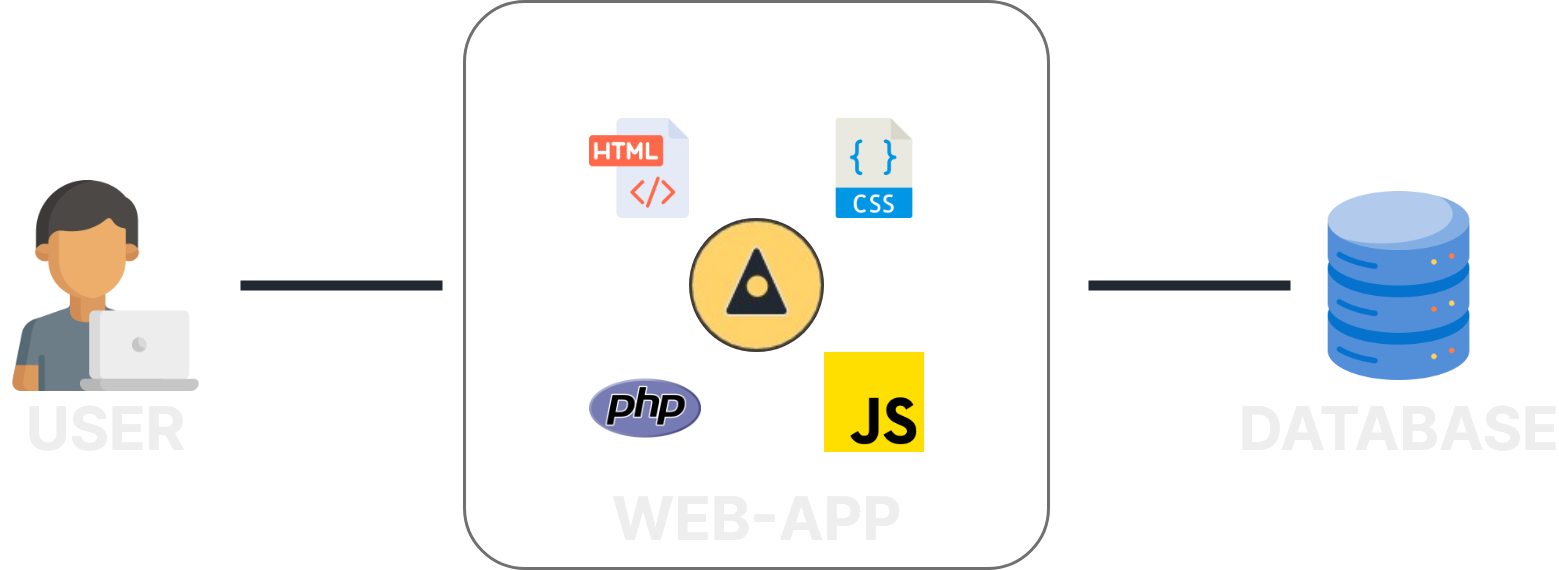 HTML
</>
{ }
CSS
php
JS
USER
DATABASE
WEB-APP